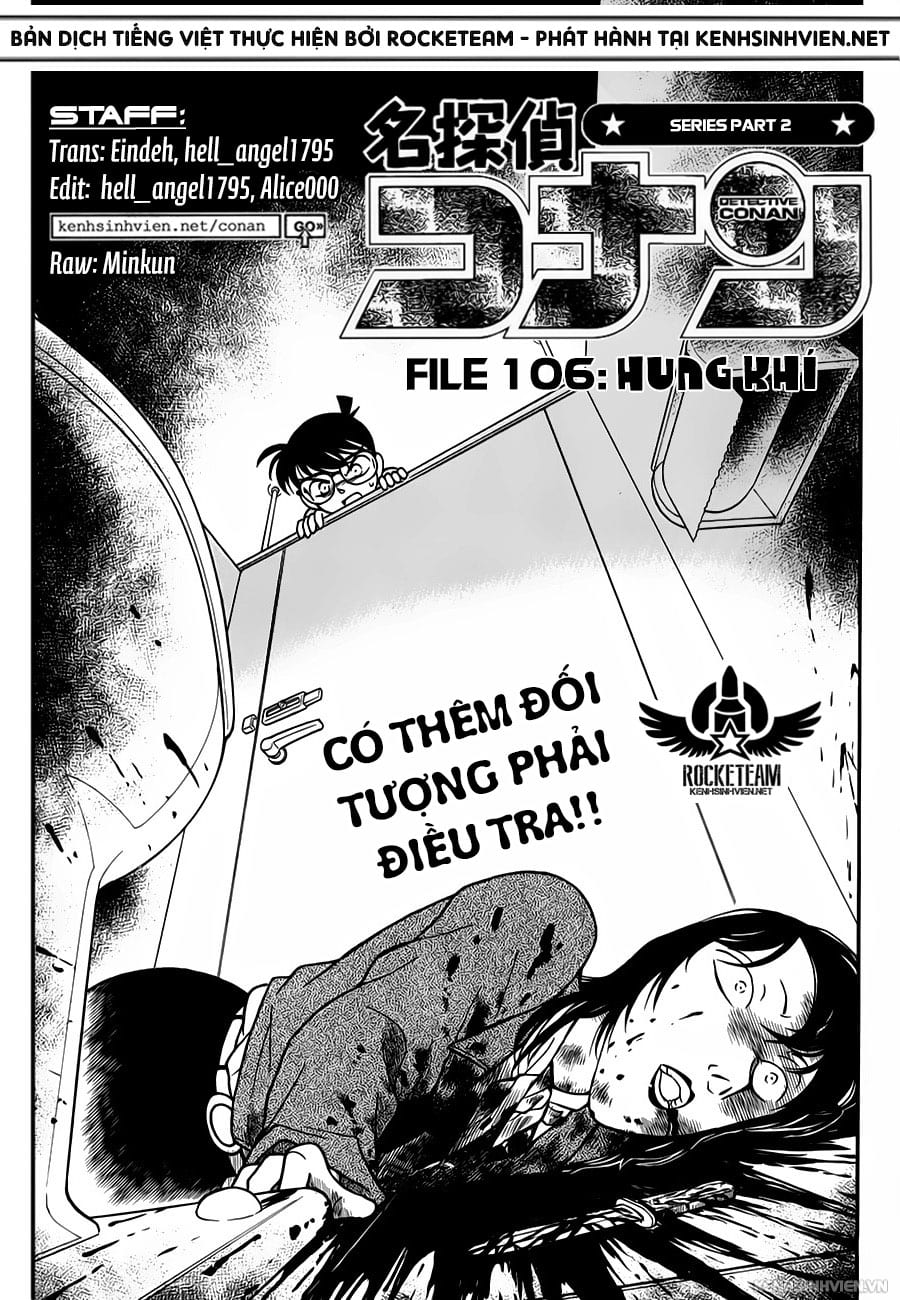 BẢN DỊCH TIẾNG VIỆT THỰC HIỆN BỞI ROCKETEAM - PHÁT HÀNH TẠI KENHSINHVIEN.NET
STAFF:
Trans: Eindeh, hell_angel1795
Edit: hell_angel1795, Alice000
kenhsinhvien.net/conan GO»
Raw: Minkun
名探偵
SERIES PART 2
コナン
DETECTIVE
CONAN
FILE 106: HUNG KHÍ
CÓ THÊM ĐỐI
TƯỢNG PHẢI
ĐIỀU TRA!!
ROCKETEAM
KENHSINHVIEN.NET
KENHSINHVIEN.VN